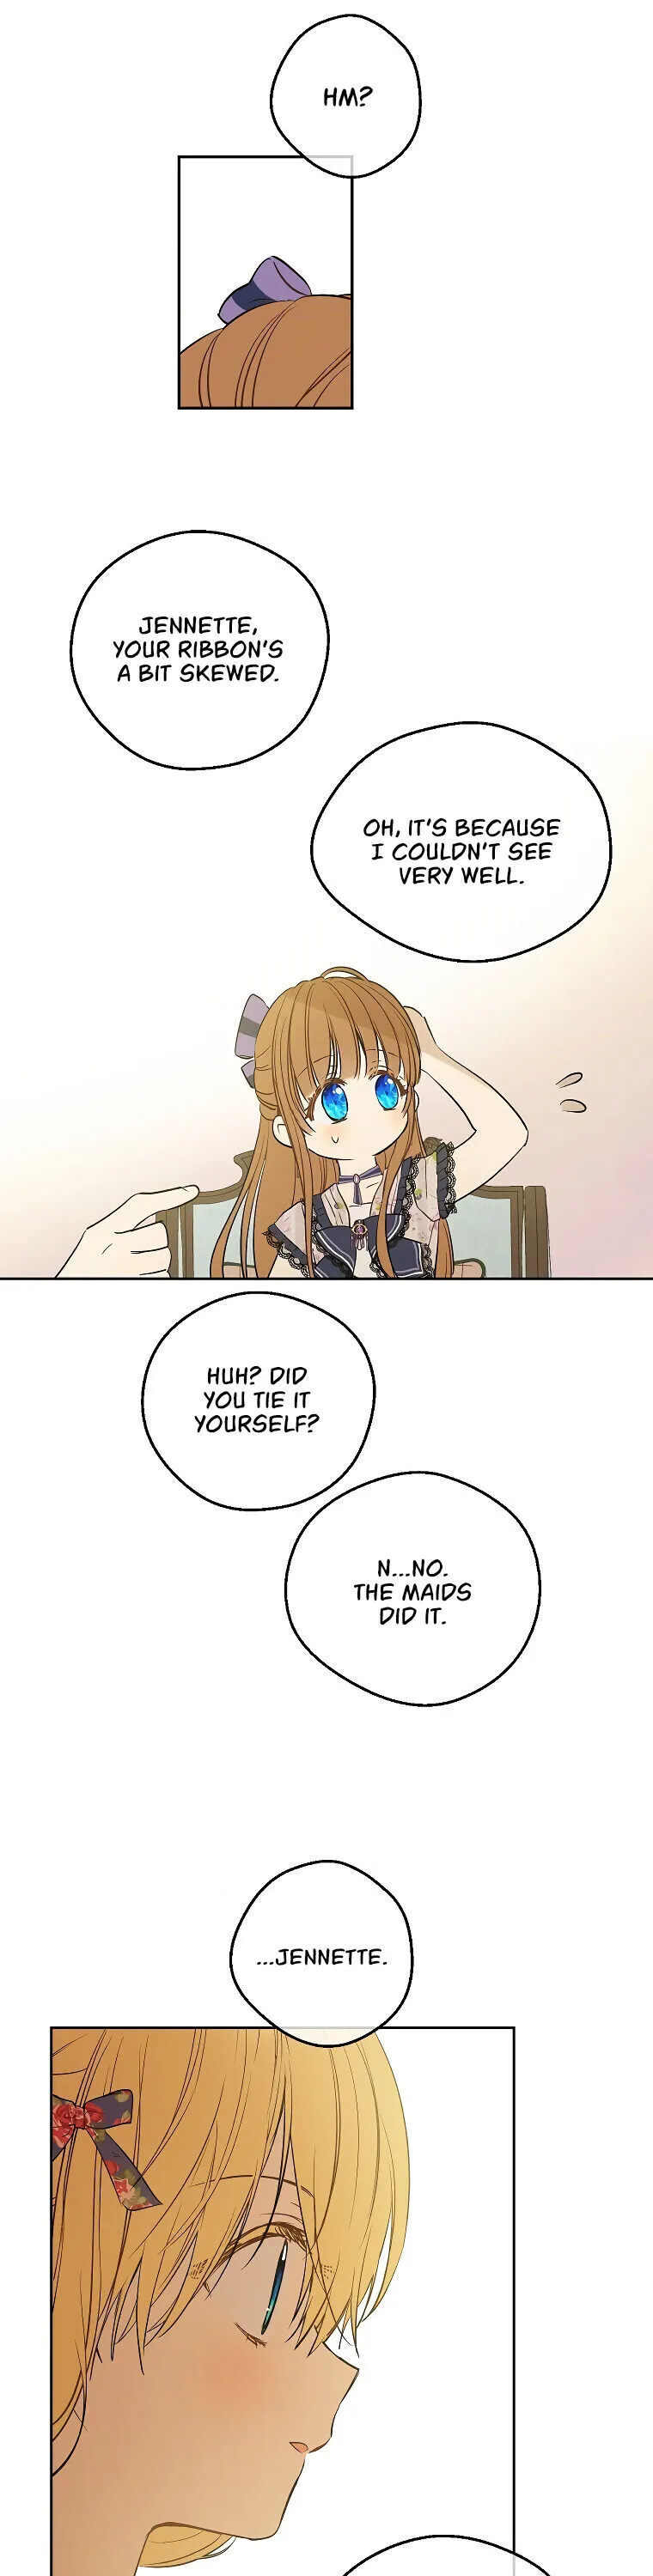 HM?
JENNETTE,
YOUR RIBBON'S
A BIT SKEWED.
OH, IT'S BECAUSE
I COULDN'T SEE
VERY WELL.
HUH? DID
YOU TIE IT
YOURSELF?
N...NO.
THE MAIDS
DID IT.
...JENNETTE.